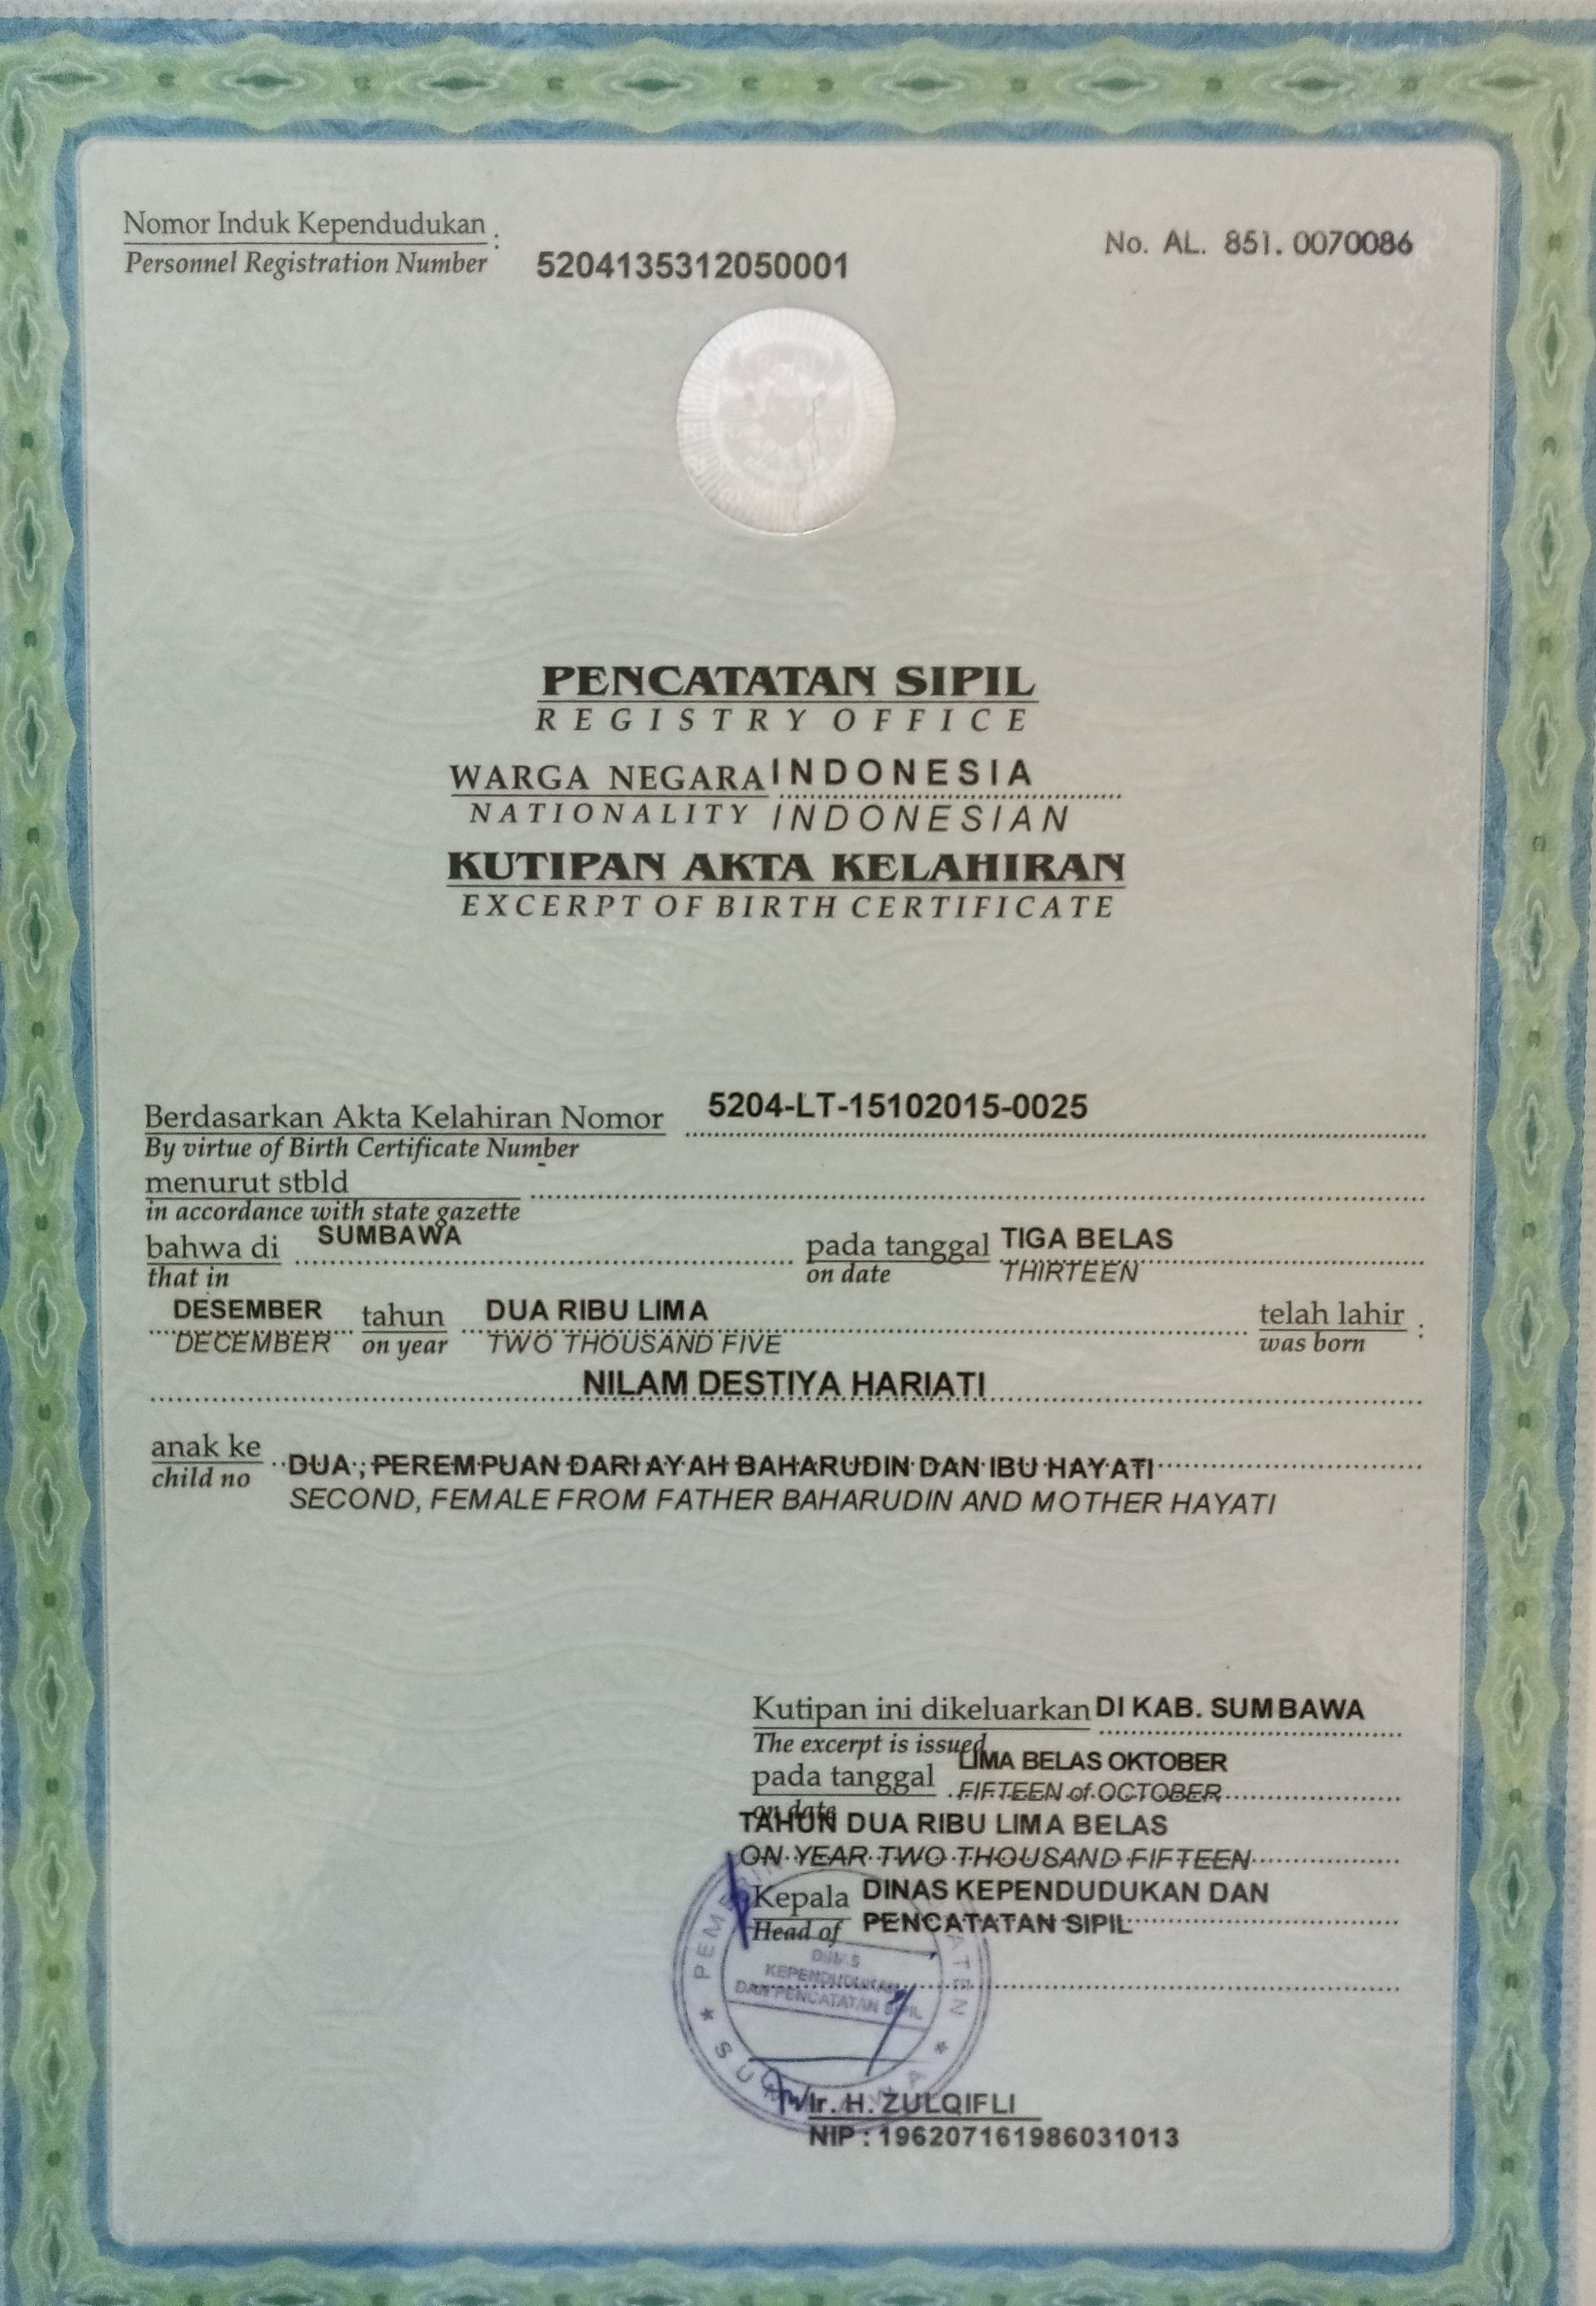 Nomor Induk Kependudukan :
Personnel Registration Number
5204135312050001
No. AL. 851.0070086
PENCATATAN SIPIL
REGISTRY OFFICE
WARGA NEGARA INDONESIA
NATIONALITY INDONESIAN
KUTIPAN AKTA KELAHIRAN
EXCERPT OF BIRTH CERTIFICATE
Berdasarkan Akta Kelahiran Nomor 5204-LT-15102015-0025
By virtue of Birth Certificate Number
menurut stbld -
in accordance with state gazette
bahwa di SUMBAWA pada tanggal TIGA BELAS
that in on date THIRTEEN
DESEMBER tahun DUA RIBU LIMA telah lahir :
DECEMBER on year TWO THOUSAND FIVE was born
NILAM DESTIYA HARIATI
anak ke DUA , PEREMPUAN DARI AYAH BAHARUDIN DAN IBU HAYATI
child no SECOND, FEMALE FROM FATHER BAHARUDIN AND MOTHER HAYATI
Kutipan ini dikeluarkan DI KAB. SUMBAWA
The excerpt is issued
pada tanggal LIMA BELAS OKTOBER
on date FIFTEEN of OCTOBER
TAHUN DUA RIBU LIMA BELAS
ON YEAR TWO THOUSAND FIFTEEN
Kepala DINAS KEPENDUDUKAN DAN
Head of PENCATATAN SIPIL
DINAS
KEPENDUDUKAN
DAN PENCATATAN SIPIL
Ir. H. ZULQIFLI
NIP : 196207161986031013